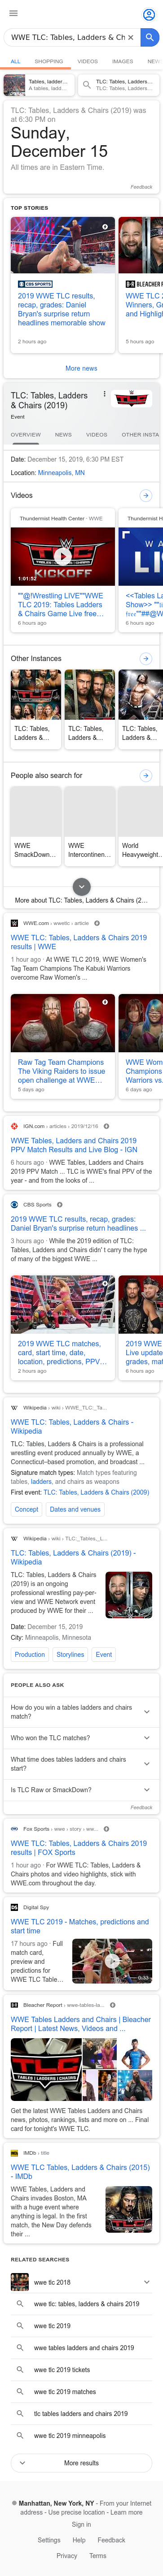 WWE TLC: Tables, Ladders & Ch
ALL SHOPPING VIDEOS IMAGES NEW
Tables, ladder...
A tables, ladd...
TLC: Tables, Ladders...
TLC: Tables, Ladders...
TLC: Tables, Ladders & Chairs (2019) was
at 6:30 PM on
Sunday,
December 15
All times are in Eastern Time.
Feedback
TOP STORIES
CBS SPORTS
2019 WWE TLC results,
recap, grades: Daniel
Bryan's surprise return
headlines memorable show
2 hours ago
BLEACHER
WWE TLC 2
Winners, G
and Highlig
5 hours ago
More news
TLC: Tables, Ladders
& Chairs (2019)
Event
OVERVIEW NEWS VIDEOS OTHER INSTA
Date: December 15, 2019, 6:30 PM EST
Location: Minneapolis, MN
Videos
Thundermist Health Center · WWE
KICKOFF
1:01:52
""@!Wrestling LIVE""WWE
TLC 2019: Tables Ladders
& Chairs Game Live free…
6 hours ago
Thundermist H
<<Tables La
Show>> ""
6 hours ago
Other Instances
TLC: Tables,
Ladders &...
TLC: Tables,
Ladders &...
TLC: Tables,
Ladders &...
People also search for
WWE
SmackDown…
WWE
Intercontinen…
World
Heavyweight…
More about TLC: Tables, Ladders & Chairs (2...
WWE.com › wwetlc › article
WWE TLC: Tables, Ladders & Chairs 2019
results | WWE
1 hour ago · At WWE TLC 2019, WWE Women's
Tag Team Champions The Kabuki Warriors
overcame Raw Women's ...
Raw Tag Team Champions
The Viking Raiders to issue
open challenge at WWE…
5 days ago
WWE Wom
Champions
Warriors vs.
6 days ago
IGN.com › articles › 2019/12/16
WWE Tables, Ladders and Chairs 2019
PPV Match Results and Live Blog - IGN
6 hours ago · WWE Tables, Ladders and Chairs
2019 PPV Match ... TLC is WWE's final PPV of the
year - and from the looks of ...
CBS Sports
2019 WWE TLC results, recap, grades:
Daniel Bryan's surprise return headlines ...
2 hours ago · While the 2019 edition of TLC:
Tables, Ladders and Chairs didn' t carry the hype
of many of the biggest WWE ...
2019 WWE TLC matches,
card, start time, date,
location, predictions, PPV…
2 hours ago
2019 WWE
Live update
grades, mat
6 hours ago
Wikipedia › wiki › WWE_TLC:_Ta...
WWE TLC: Tables, Ladders & Chairs -
Wikipedia
TLC: Tables, Ladders & Chairs is a professional
wrestling event produced annually by WWE, a
Connecticut-based promotion, and broadcast ...
Signature match types: Match types featuring
tables, ladders, and chairs as weapons
First event: TLC: Tables, Ladders & Chairs (2009)
Concept Dates and venues
Wikipedia › wiki › TLC:_Tables,_L...
TLC: Tables, Ladders & Chairs (2019) -
Wikipedia
TLC: Tables, Ladders & Chairs
(2019) is an ongoing
professional wrestling pay-per-
view and WWE Network event
produced by WWE for their ...
Date: December 15, 2019
City: Minneapolis, Minnesota
Production Storylines Event
PEOPLE ALSO ASK
How do you win a tables ladders and chairs
match?
Who won the TLC matches?
What time does tables ladders and chairs
start?
Is TLC Raw or SmackDown?
Feedback
Fox Sports › wwe › story › ww...
WWE TLC: Tables, Ladders & Chairs 2019
results | FOX Sports
1 hour ago · For WWE TLC: Tables, Ladders &
Chairs photos and video highlights, stick with
WWE.com throughout the day.
Digital Spy
WWE TLC 2019 - Matches, predictions and
start time
17 hours ago · Full
match card,
preview and
predictions for
WWE TLC Table…
0:33
Bleacher Report › wwe-tables-la...
WWE Tables Ladders and Chairs | Bleacher
Report | Latest News, Videos and ...
TABLES | LADDERS | CHAIRS
Get the latest WWE Tables Ladders and Chairs
news, photos, rankings, lists and more on ... Final
card for tonight's WWE TLC.
IMDb › title
WWE TLC Tables, Ladders & Chairs (2015)
- IMDb
WWE Tables, Ladders and
Chairs invades Boston, MA
with a huge event where
anything is legal. In the first
match, the New Day defends
their ...
RELATED SEARCHES
wwe tlc 2018
wwe tlc: tables, ladders & chairs 2019
wwe tlc 2019
wwe tables ladders and chairs 2019
wwe tlc 2019 tickets
wwe tlc 2019 matches
tlc tables ladders and chairs 2019
wwe tlc 2019 minneapolis
More results
Manhattan, New York, NY - From your Internet
address - Use precise location - Learn more
Sign in
Settings Help Feedback
Privacy Terms